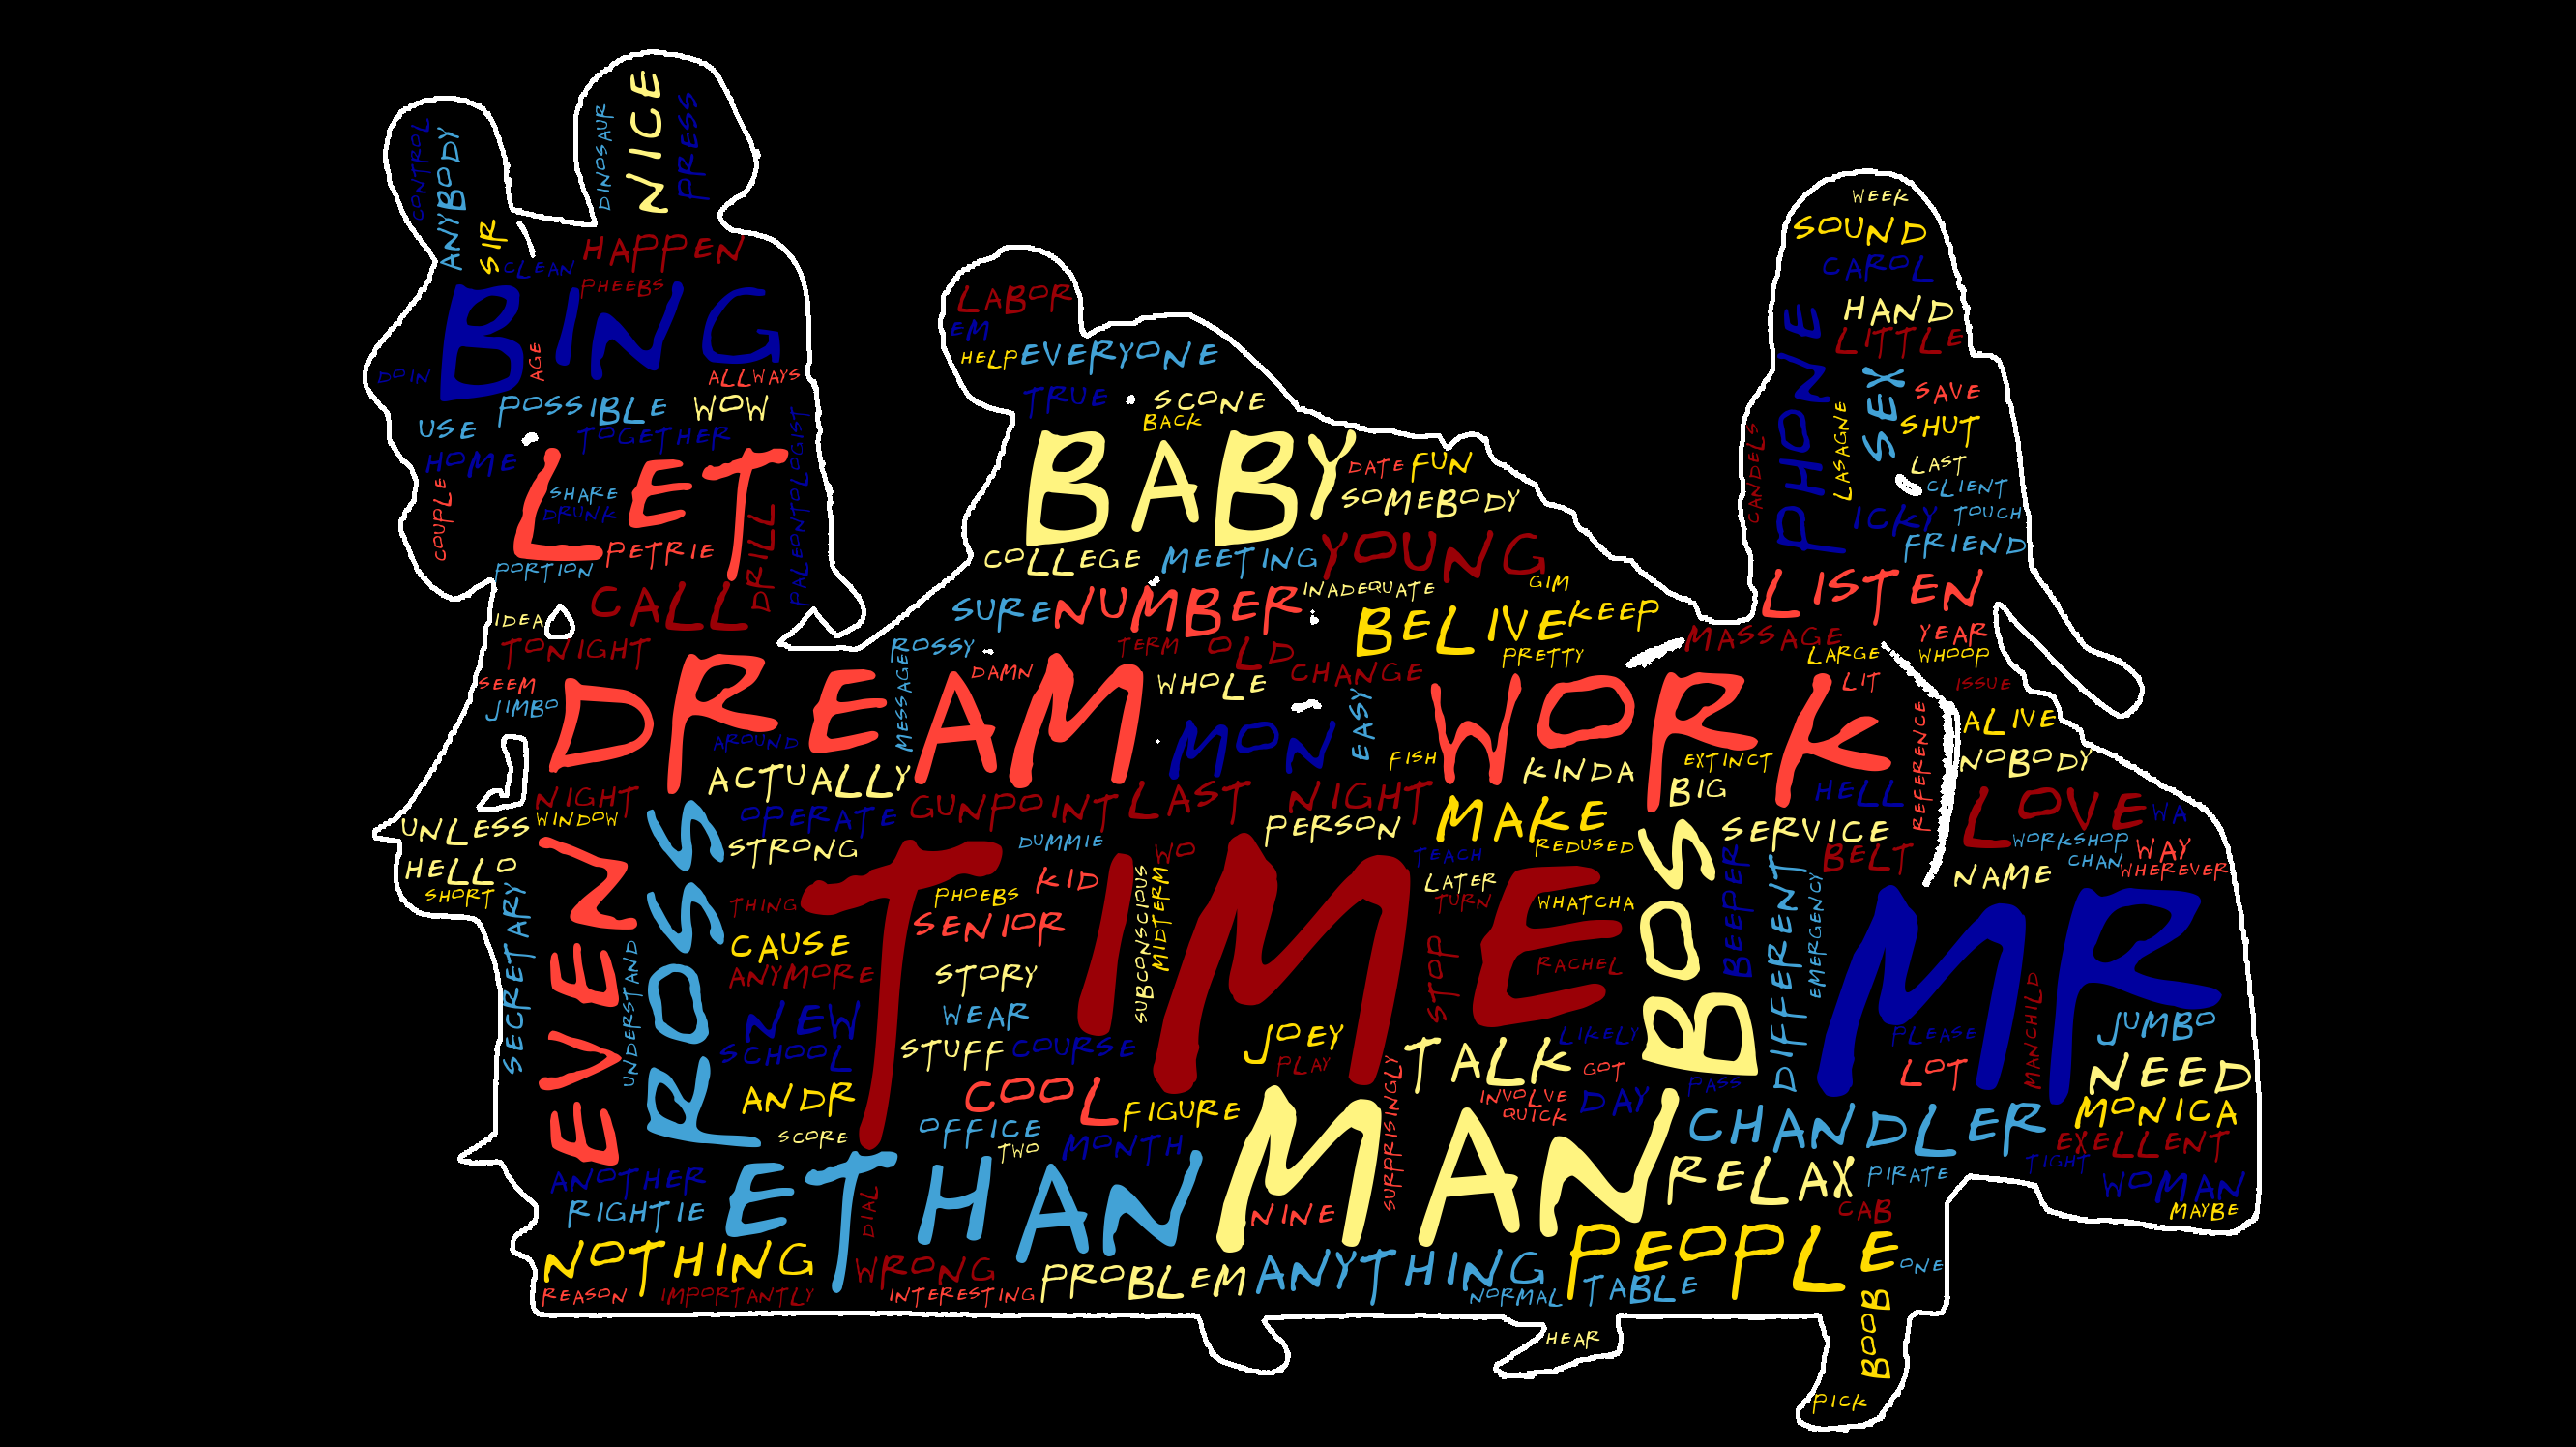 DINOSAUR
NICE
PRESS
CONTROL
ANYBODY
SIR
CLEAN
HAPPEN
PHEEBS
BING
AGE
DOIN
ALLWAYS
POSSIBLE
WOW
USE
TOGETHER
HOME
LET
SHARE
DRUNK
COUPLE
PETRIE
DRILL
PALEONTOLOGIST
PORTION
CALL
IDEA
TONIGHT
SEEM
JIMBO
LABOR
EM
HELP
EVERYONE
TRUE
SCONE
BACK
BABY
DATE
FUN
SOMEBODY
COLLEGE
MEETING
YOUNG
INADEQUATE
GIM
SURE
NUMBER
BELIVE
KEEP
ROSSY
TERM
OLD
PRETTY
WEEK
SOUND
CAROL
HAND
LITTLE
PHONE
SEX
SAVE
LASAGNE
SHUT
CANDELS
LAST
CLIENT
ICKY
TOUCH
FRIEND
LISTEN
MASSAGE
YEAR
LARGE
WHOOP
DREAM
MESSAGE
DAMN
WHOLE
CHANGE
EASY
WORK
LIT
ISSUE
AROUND
MON
FISH
KINDA
EXTINCT
BIG
HELL
REFERENCE
ALIVE
NOBODY
ACTUALLY
NIGHT
WINDOW
OPERATE
GUNPOINT
LAST
NIGHT
MAKE
LOVE
WA
UNLESS
ROSS
STRONG
DUMMIE
WO
PERSON
REDUSED
BOS
SERVICE
BELT
WORKSHOP
WAY
CHAN
WHEREVER
HELLO
SHORT
SECRETARY
EVEN
UNDERSTAND
THING
TIME
PHOEBS
KID
SUBCONSCIOUS
MIDTERM
TEACH
LATER
TURN
WHATCHA
BEEPER
DIFFERENT
EMERGENCY
NAME
CAUSE
SENIOR
ANYMORE
STORY
STOP
RACHEL
MR
MANCHILD
NEW
WEAR
SCHOOL
STUFF
COURSE
JOEY
PLAY
TALK
LIKELY
GOT
PLEASE
JUMBO
ANDR
COOL
FIGURE
SURPRISINGLY
INVOLVE
QUICK
DAY
PASS
LOT
NEED
MONICA
SCORE
OFFICE
TWO
MONTH
MAN
CHANDLER
EXELLENT
ANOTHER
RIGHTIE
ETHAN
DIAL
NINE
RELAX
PIRATE
TIGHT
WOMAN
CAB
MAYBE
NOTHING
WRONG
PROBLEM
ANYTHING
PEOPLE
ONE
REASON
IMPORTANTLY
INTERESTING
NORMAL
TABLE
HEAR
BOOB
PICK